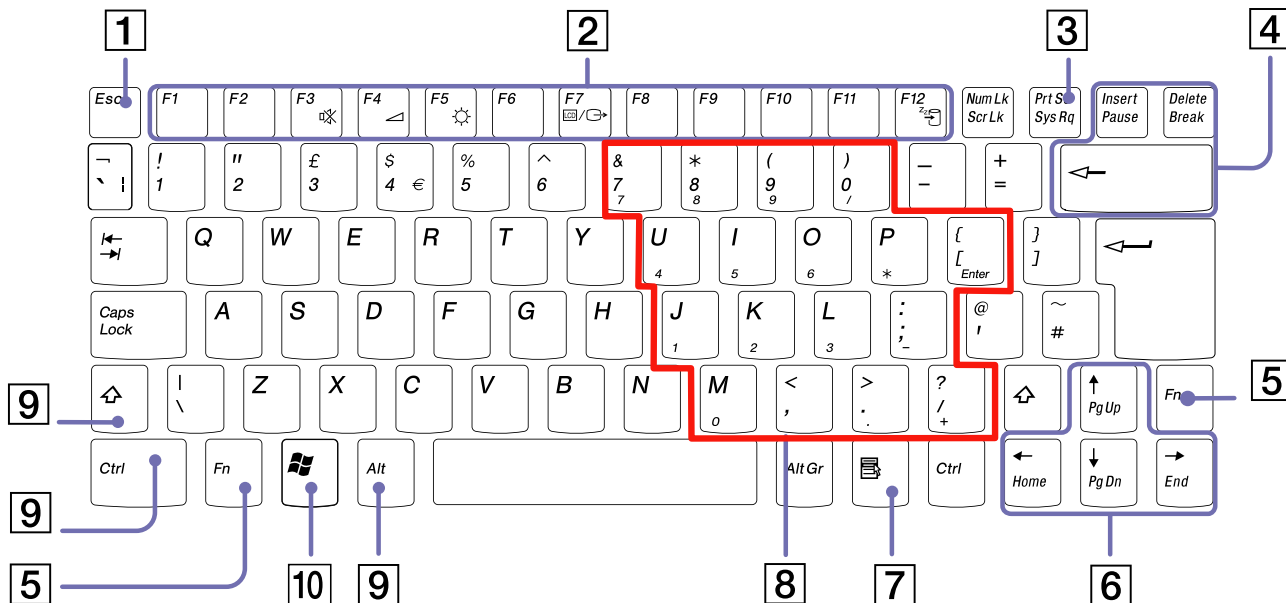 1 2 3 4
Esc F1 F2 F3 F4 F5 F6 F7 F8 F9 F10 F11 F12 Num Lk Prt Sc Insert Delete
LCD / Zzz Scr Lk Sys Rq Pause Break
¬ ! " £ $ % ^ & * ( ) _ +
` ¦ 1 2 3 4 € 5 6 7 8 9 0 - =
7 8 9 /
Q W E R T Y U I O P { }
[ ]
4 5 6 * Enter
Caps Lock A S D F G H J K L : @ ~
; ' #
1 2 3 -
| Z X C V B N M < > ? Pg Up Fn
\ , . /
0 . +
9 5
Ctrl Fn Alt Alt Gr Ctrl Home Pg Dn End
9
5 10 9 8 7 6